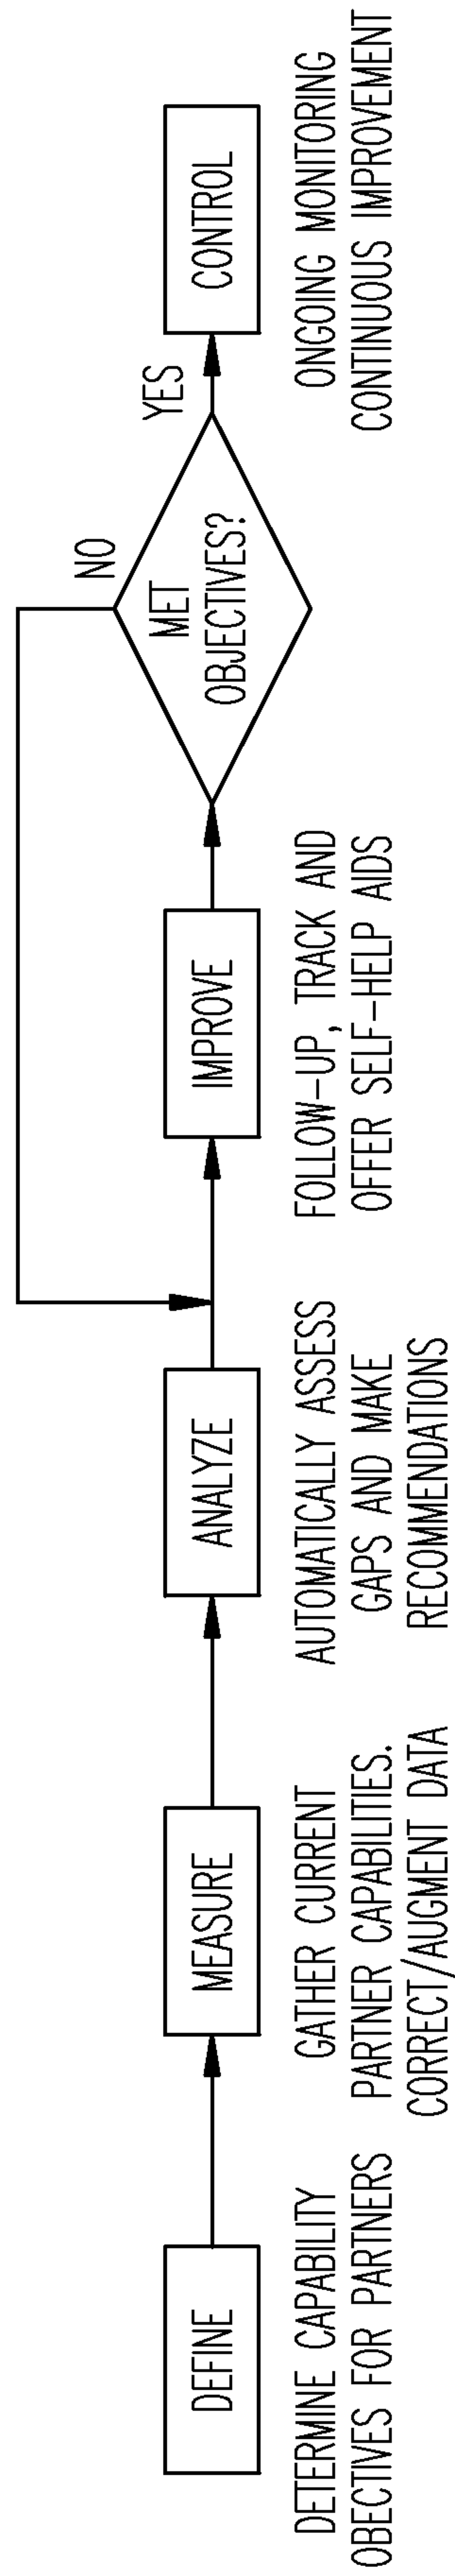 DEFINE
DETERMINE CAPABILITY
OBECTIVES FOR PARTNERS
MEASURE
GATHER CURRENT
PARTNER CAPABILITIES.
CORRECT/AUGMENT DATA
ANALYZE
AUTOMATICALLY ASSESS
GAPS AND MAKE
RECOMMENDATIONS
IMPROVE
FOLLOW-UP, TRACK AND
OFFER SELF-HELP AIDS
MET
OBJECTIVES?
NO
YES
CONTROL
ONGOING MONITORING
CONTINUOUS IMPROVEMENT